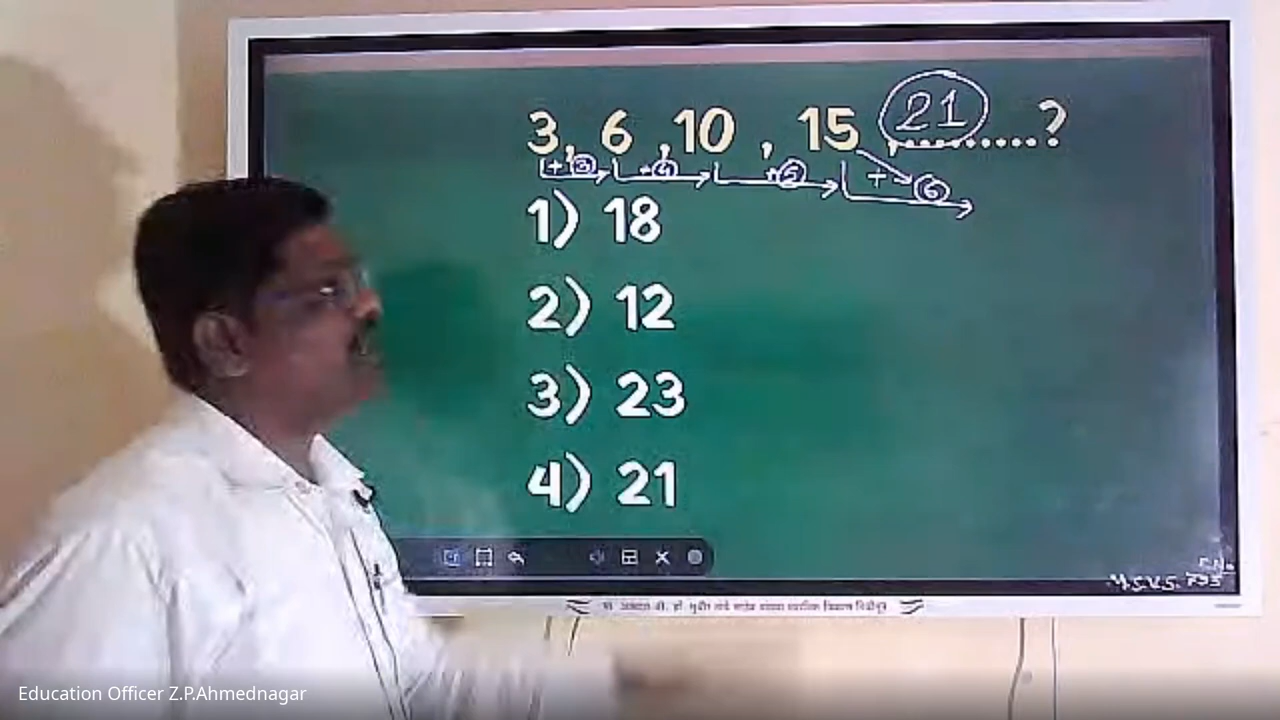 3, 6 ,10 , 15 ,21..........?
+3 +4 +5 +6
1) 18
2) 12
3) 23
4) 21
Education Officer Z.P.Ahmednagar